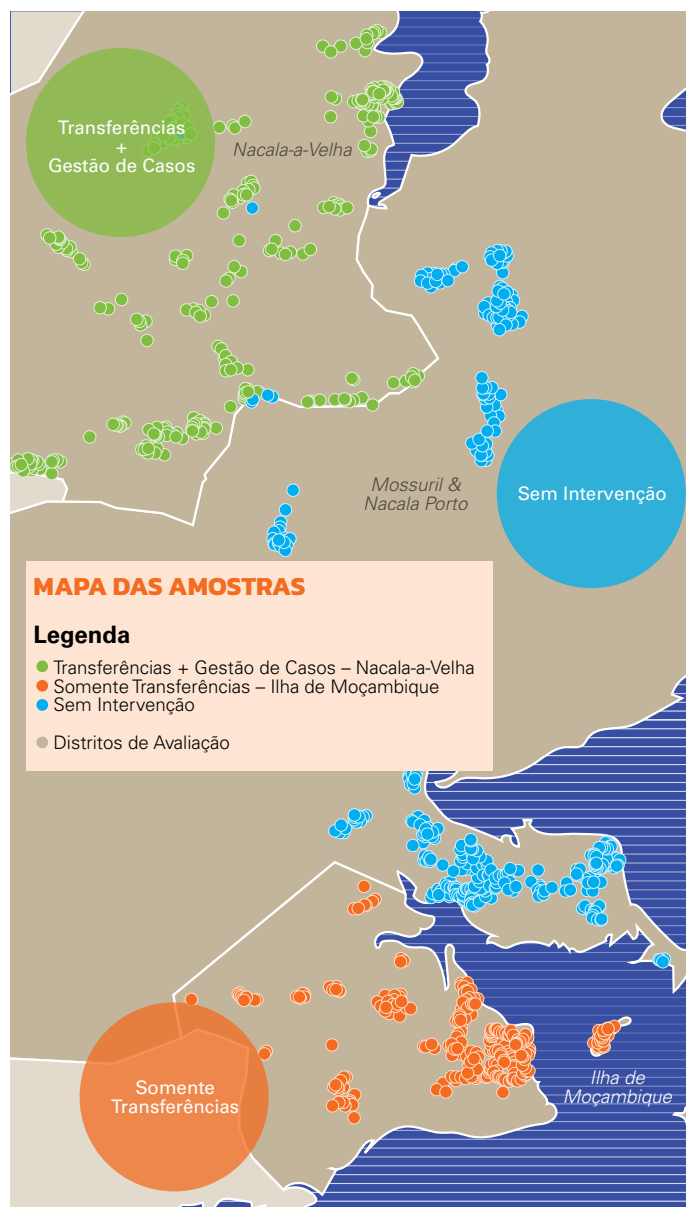 Transferências
+
Gestão de Casos
Nacala-a-Velha
Sem Intervenção
Mossuril &
Nacala Porto
MAPA DAS AMOSTRAS
Legenda
Transferências + Gestão de Casos – Nacala-a-Velha
Somente Transferências – Ilha de Moçambique
Sem Intervenção
Distritos de Avaliação
Somente
Transferências
Ilha de
Moçambique